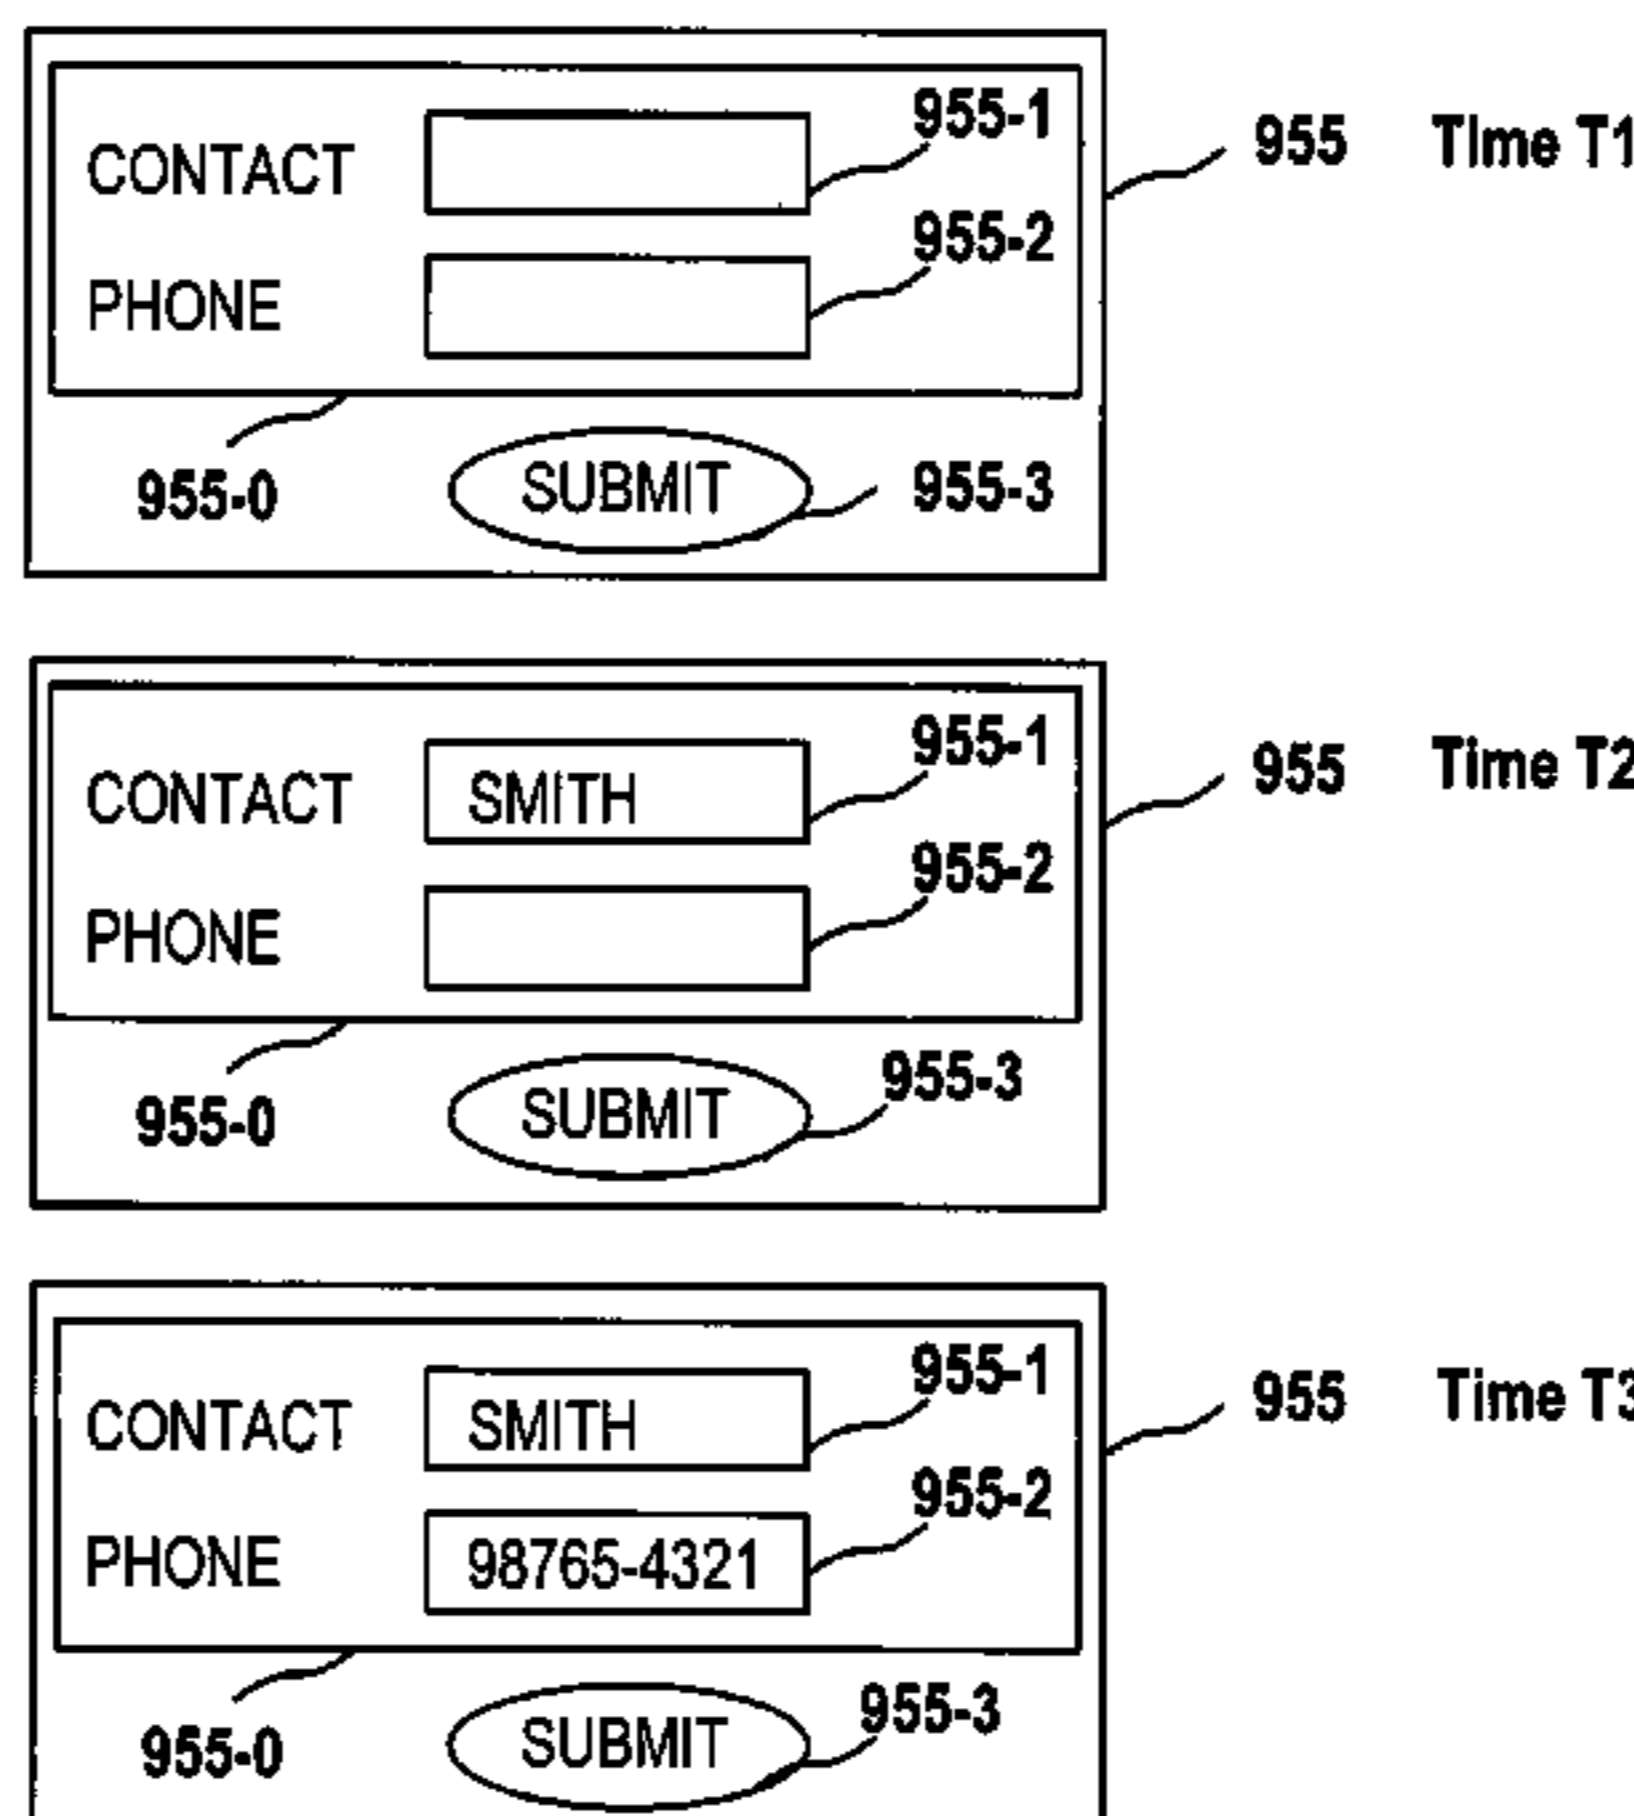 CONTACT 955-1 955 Time T1
PHONE 955-2
955-0 SUBMIT 955-3
CONTACT SMITH 955-1 955 Time T2
PHONE 955-2
955-0 SUBMIT 955-3
CONTACT SMITH 955-1 955 Time T3
PHONE 98765-4321 955-2
955-0 SUBMIT 955-3